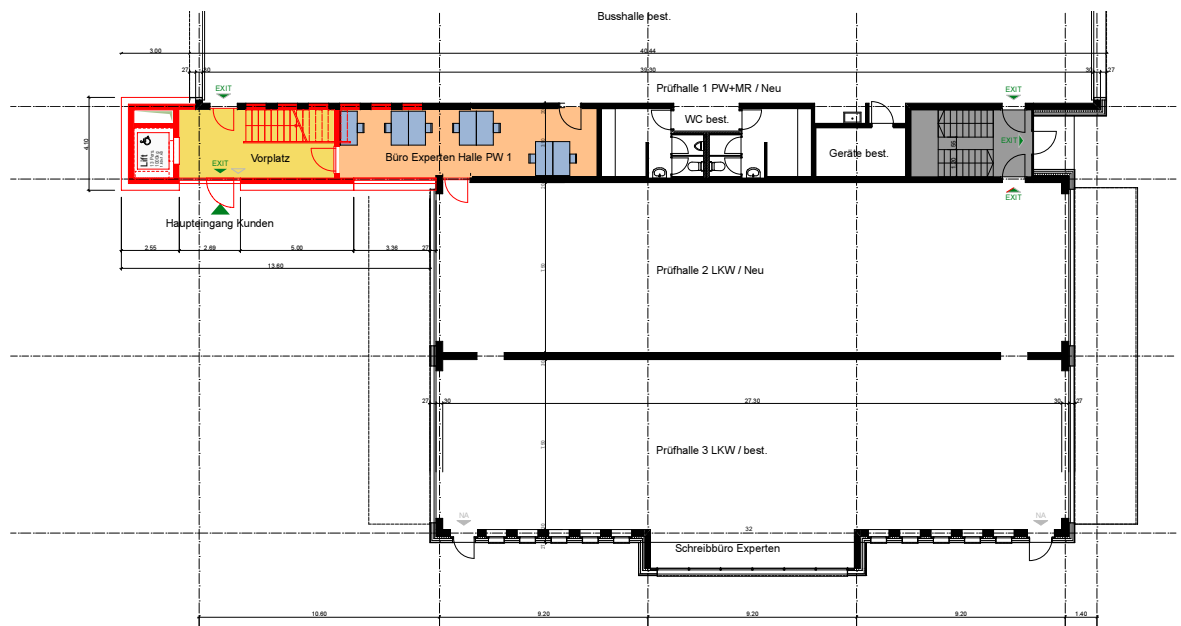 Busshalle best.
3.00
40.44
27
30
39.30
30
27
EXIT
Prüfhalle 1 PW+MR / Neu
EXIT
WC best.
4.10
Lift
EXIT
Vorplatz
Büro Experten Halle PW 1
Geräte best.
EXIT
EXIT
Haupteingang Kunden
2.55
2.69
5.00
3.36
27
13.60
Prüfhalle 2 LKW / Neu
27
30
27.30
30
27
Prüfhalle 3 LKW / best.
NA
NA
32
Schreibbüro Experten
10.60
9.20
9.20
9.20
1.40